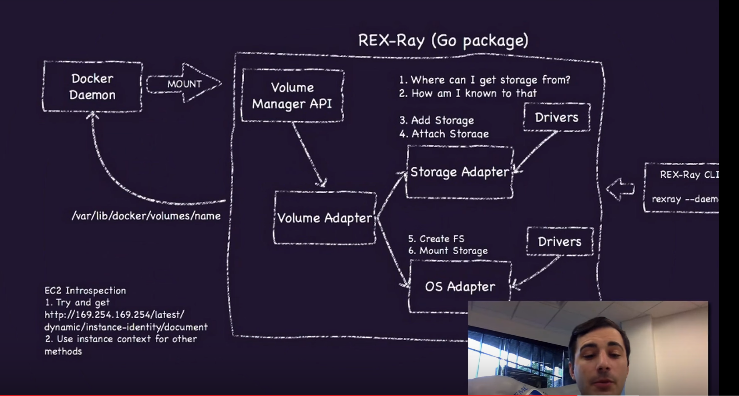 REX-Ray (Go package)
Docker
Daemon
MOUNT
Volume
Manager API
1. Where can I get storage from?
2. How am I known to that
3. Add Storage
4. Attach Storage
Drivers
Storage Adapter
REX-Ray CLI
rexray --daem
/var/lib/docker/volumes/name
Volume Adapter
5. Create FS
6. Mount Storage
Drivers
OS Adapter
EC2 Introspection
1. Try and get
http://169.254.169.254/latest/
dynamic/instance-identity/document
2. Use instance context for other
methods